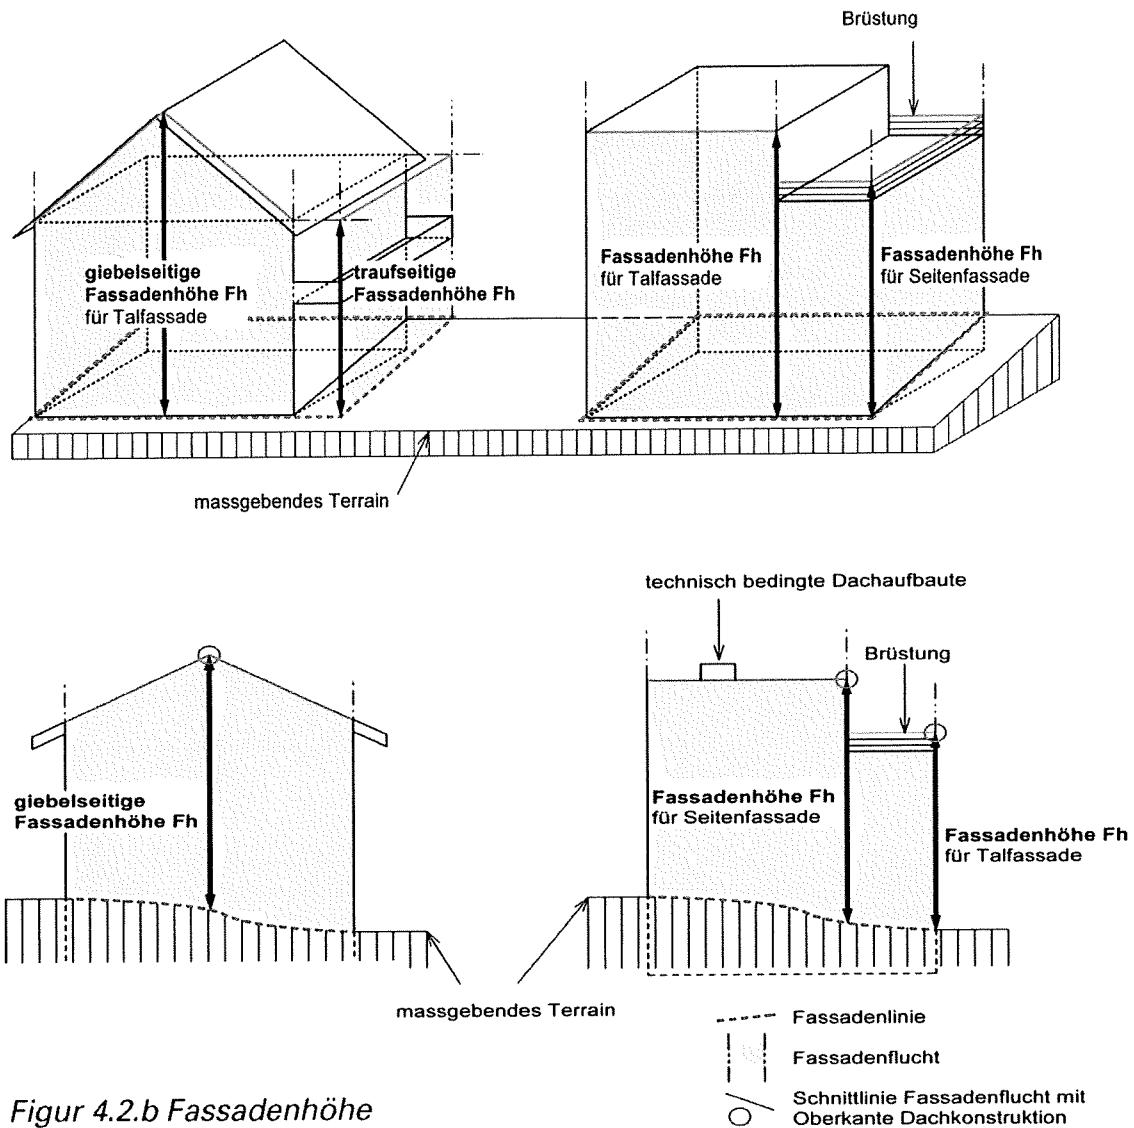 Brüstung
giebelseitige
Fassadenhöhe Fh
für Talfassade
traufseitige
Fassadenhöhe Fh
Fassadenhöhe Fh
für Talfassade
Fassadenhöhe Fh
für Seitenfassade
massgebendes Terrain
technisch bedingte Dachaufbaute
Brüstung
giebelseitige
Fassadenhöhe Fh
Fassadenhöhe Fh
für Seitenfassade
Fassadenhöhe Fh
für Talfassade
massgebendes Terrain
Fassadenlinie
Fassadenflucht
Schnittlinie Fassadenflucht mit
Oberkante Dachkonstruktion
Figur 4.2.b Fassadenhöhe